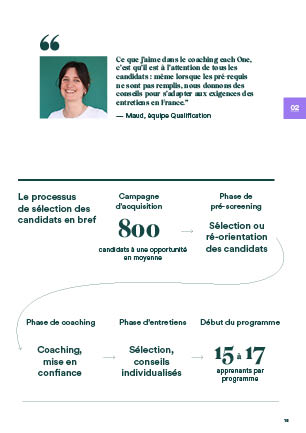 “
Ce que j'aime dans le coaching each One,
c'est qu'il est à l'attention de tous les
candidats : même lorsque les pré-requis
ne sont pas remplis, nous donnons des
conseils pour s'adapter aux exigences des
entretiens en France."
— Maud, équipe Qualification
02
Le processus
de sélection des
candidats en bref
Campagne
d'acquisition
800
candidats à une opportunité
en moyenne
Phase de
pré-screening
Sélection ou
ré-orientation
des candidats
Phase de coaching
Coaching,
mise en
confiance
Phase d'entretiens
Sélection,
conseils
individualisés
Début du programme
15 à 17
apprenants par
programme